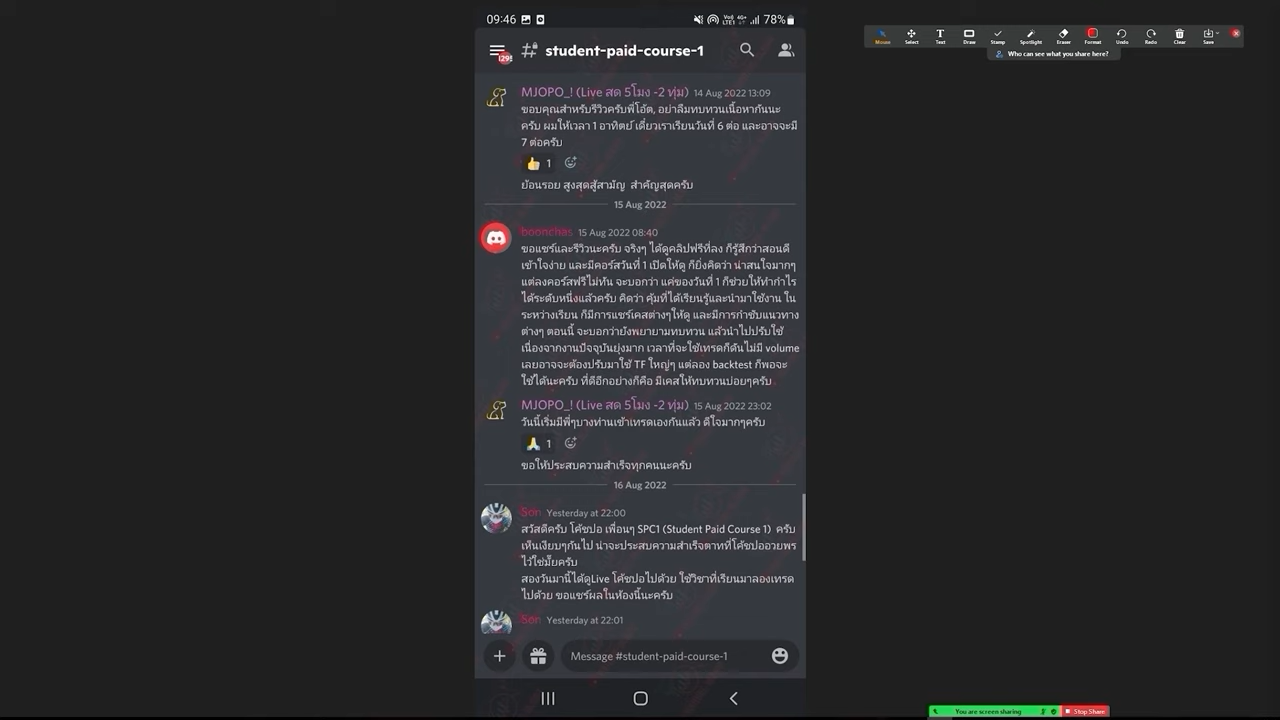 09:46
Vo) 4G+ LTE1 78%
Mouse Select Text Draw Stamp Spotlight Eraser Format Undo Redo Clear Save
Who can see what you share here?
student-paid-course-1
MJOPO_! (Live สด 5โมง -2 ทุ่ม) 14 Aug 2022 13:09
ขอบคุณสำหรับรีวิวครับพี่โอ๊ต, อย่าลืมทบทวนเนื้อหากันนะ
ครับ ผมให้เวลา 1 อาทิตย์ เดี๋ยวเราเรียนวันที่ 6 ต่อ และอาจจะมี
7 ต่อครับ
1
ย้อนรอย สูงสุดสู้สามัญ สำคัญสุดครับ
15 Aug 2022
boonchas 15 Aug 2022 08:40
ขอแชร์และรีวิวนะครับ จริงๆ ได้ดูคลิปฟรีที่ลง ก็รู้สึกว่าสอนดี
เข้าใจง่าย และมีคอร์สวันที่ 1 เปิดให้ดู ก็ยิ่งคิดว่า น่าสนใจมากๆ
แต่ลงคอร์สฟรีไม่ทัน จะบอกว่า แค่ของวันที่ 1 ก็ช่วยให้ทำกำไร
ได้ระดับหนึ่งแล้วครับ คิดว่า คุ้มที่ได้เรียนรู้และนำมาใช้งาน ใน
ระหว่างเรียน ก็มีการแชร์เคสต่างๆให้ดู และมีการกำชับแนวทาง
ต่างๆ ตอนนี้ จะบอกว่ายังพยายามทบทวน แล้วนำไปปรับใช้
เนื่องจากงานปัจจุบันยุ่งมาก เวลาที่จะใช้เทรดก็ดันไม่มี volume
เลยอาจจะต้องปรับมาใช้ TF ใหญ่ๆ แต่ลอง backtest ก็พอจะ
ใช้ได้นะครับ ที่ดีอีกอย่างก็คือ มีเคสให้ทบทวนบ่อยๆครับ
MJOPO_! (Live สด 5โมง -2 ทุ่ม) 15 Aug 2022 23:02
วันนี้เริ่มมีพี่ๆบางท่านเข้าเทรดเองกันแล้ว ดีใจมากๆครับ
1
ขอให้ประสบความสำเร็จทุกคนนะครับ
16 Aug 2022
Son Yesterday at 22:00
สวัสดีครับ โค้ชปอ เพื่อนๆ SPC1 (Student Paid Course 1) ครับ
เห็นเงียบๆกันไป น่าจะประสบความสำเร็จตาทที่โค้ชปออวยพร
ไว้ใช่มั้ยครับ
สองวันมานี้ได้ดูLive โค้ชปอไปด้วย ใช้วิชาที่เรียนมาลองเทรด
ไปด้วย ขอแชร์ผลในห้องนี้นะครับ
Son Yesterday at 22:01
Message #student-paid-course-1
You are screen sharing Stop Share